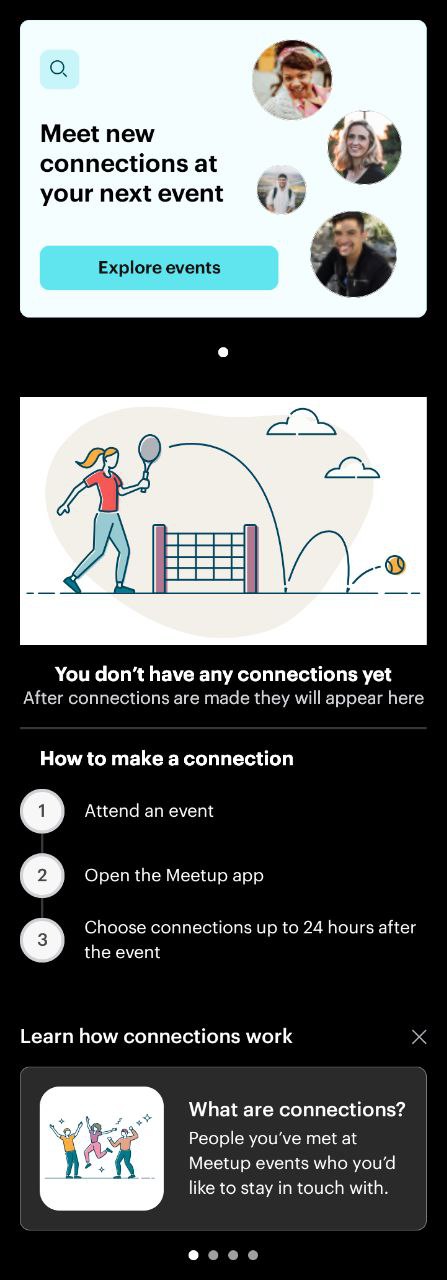 Meet new
connections at
your next event
Explore events
You don't have any connections yet
After connections are made they will appear here
How to make a connection
1 Attend an event
2 Open the Meetup app
3 Choose connections up to 24 hours after
the event
Learn how connections work
What are connections?
People you've met at
Meetup events who you'd
like to stay in touch with.